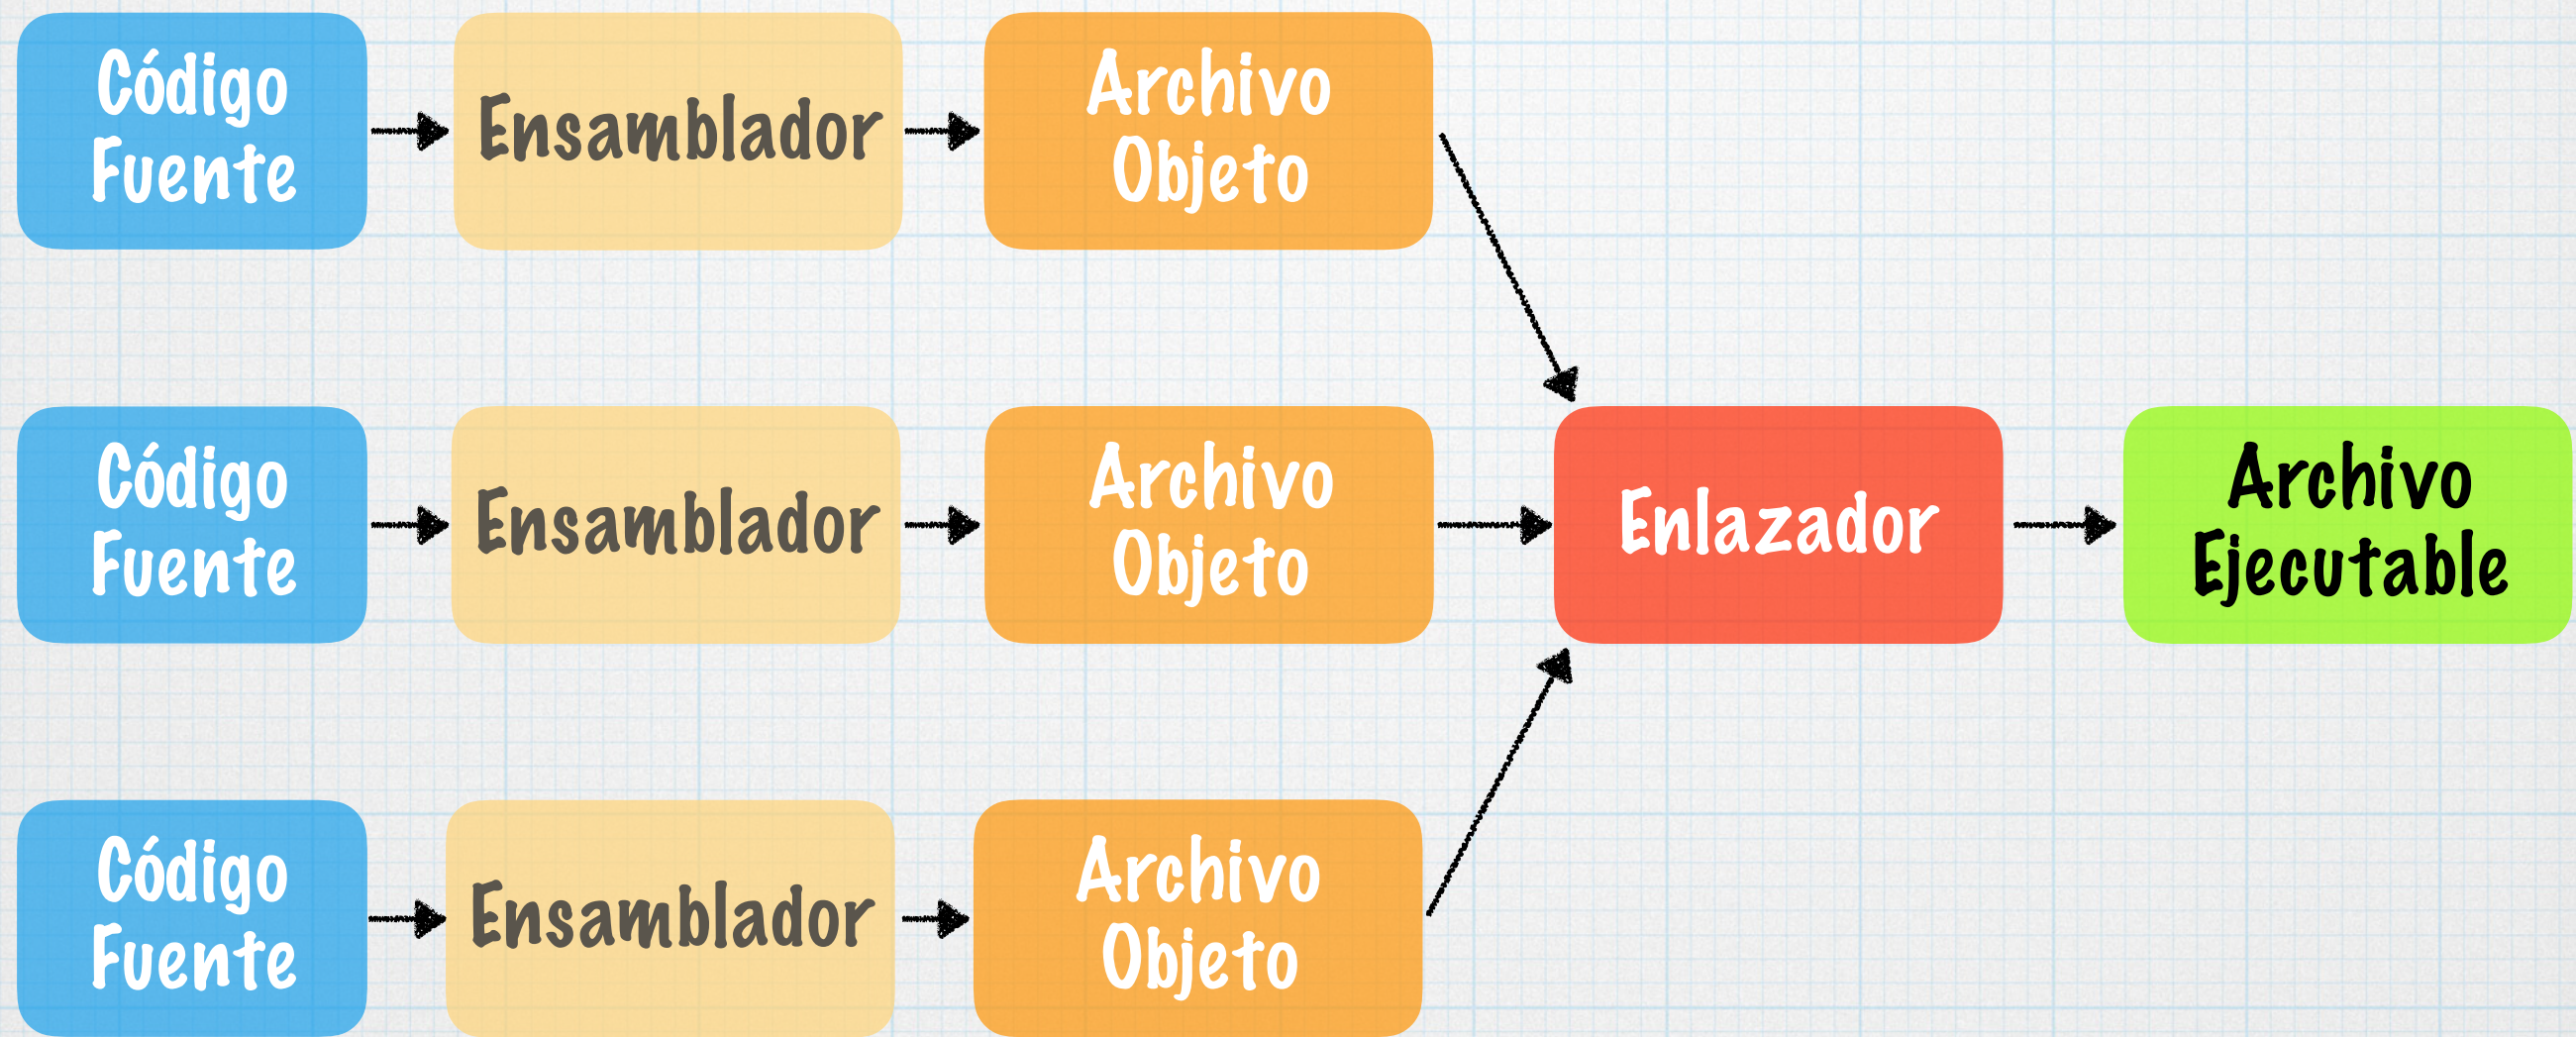 Código
Fuente
Ensamblador
Archivo
Objeto
Código
Fuente
Ensamblador
Archivo
Objeto
Enlazador
Archivo
Ejecutable
Código
Fuente
Ensamblador
Archivo
Objeto